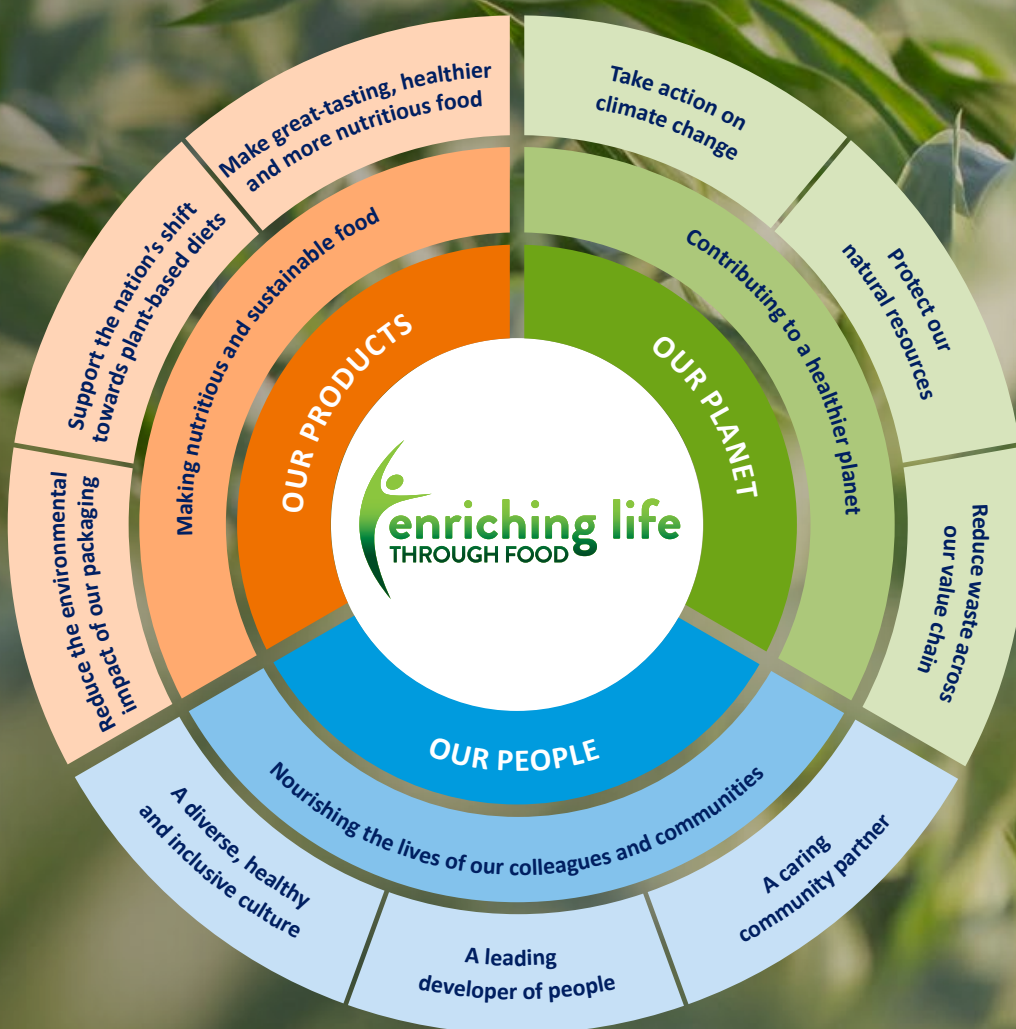 Make great-tasting, healthier
and more nutritious food
Support the nation's shift
towards plant-based diets
Reduce the environmental
impact of our packaging
Making nutritious and sustainable food
OUR PRODUCTS
Take action on
climate change
Protect our
natural resources
Reduce waste across
our value chain
Contributing to a healthier planet
OUR PLANET
enriching life
THROUGH FOOD
OUR PEOPLE
Nourishing the lives of our colleagues and communities
A diverse, healthy
and inclusive culture
A leading
developer of people
A caring
community partner